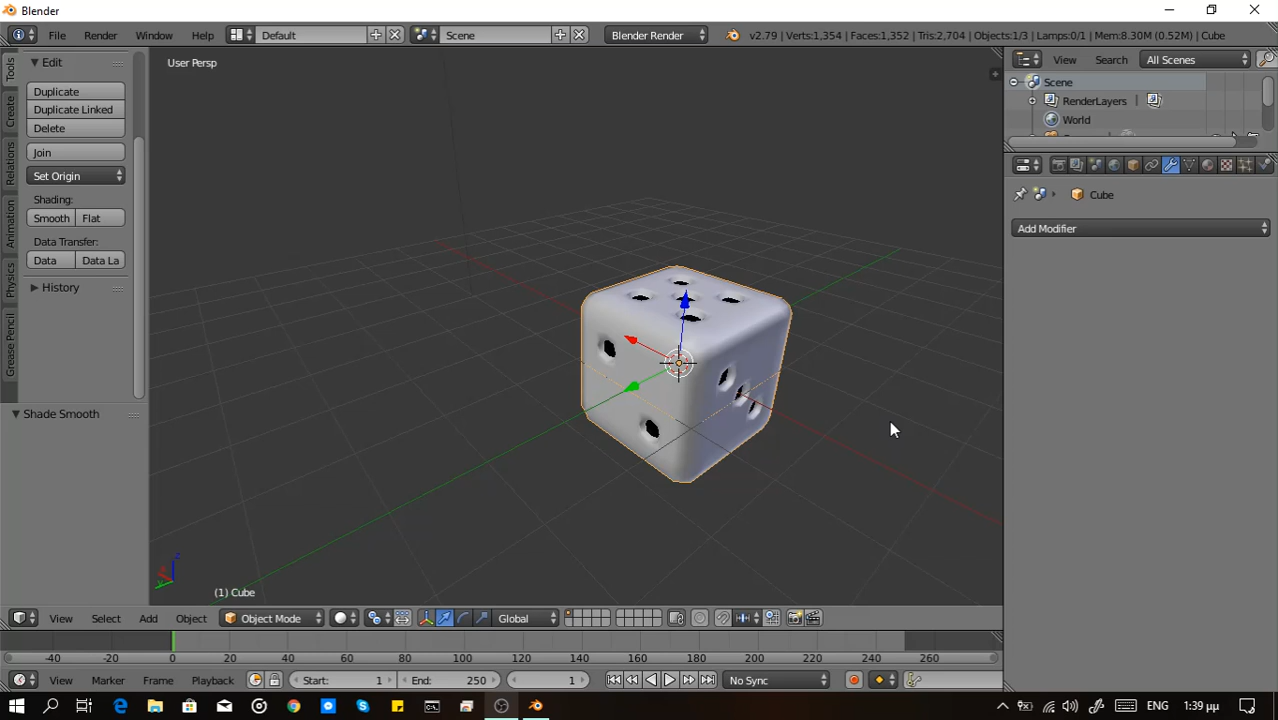 Blender
File Render Window Help Default Scene Blender Render v2.79 | Verts:1,354 | Faces:1,352 | Tris:2,704 | Objects:1/3 | Lamps:0/1 | Mem:8.30M (0.52M) | Cube
Tools
Create
Relations
Animation
Physics
Grease Pencil
Edit
Duplicate
Duplicate Linked
Delete
Join
Set Origin
Shading:
Smooth Flat
Data Transfer:
Data Data La
History
Shade Smooth
User Persp
(1) Cube
View Search All Scenes
Scene
RenderLayers |
World
Cube
Add Modifier
View Select Add Object Object Mode Global
-40 -20 0 20 40 60 80 100 120 140 160 180 200 220 240 260
View Marker Frame Playback Start: 1 End: 250 1 No Sync
ENG 1:39 μμ